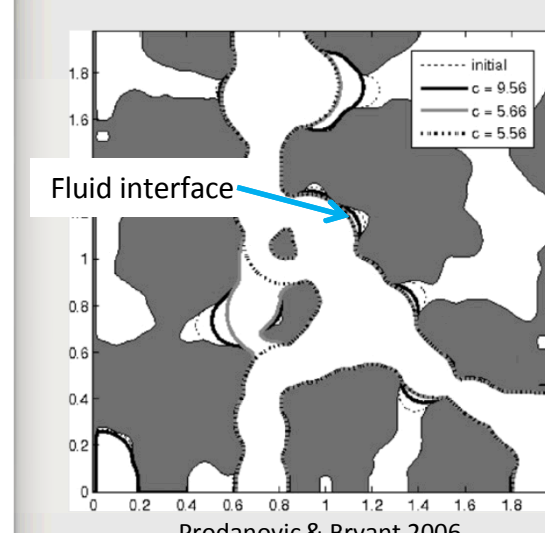 initial
c = 9.56
c = 5.66
c = 5.56
Fluid interface
1.8
1.6
1
0.8
0.6
0.4
0.2
0
0 0.2 0.4 0.6 0.8 1 1.2 1.4 1.6 1.8
Prodanovic & Bryant 2006